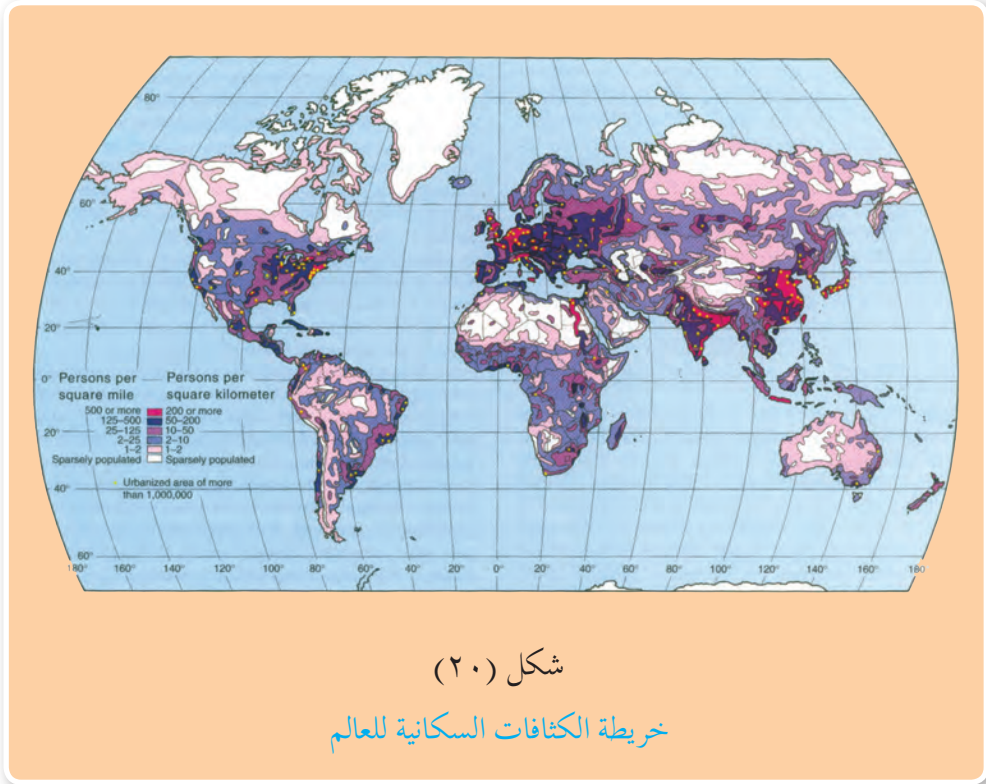 80°
60°
40°
20°
0°
Persons per square mile
Persons per square kilometer
500 or more 200 or more
125-500 50-200
25-125 10-50
2-25 2-10
1-2 1-2
Sparsely populated Sparsely populated
Urbanized area of more
than 1,000,000
20°
40°
60°
180° 160° 140° 120° 100° 80° 60° 40° 20° 0° 20° 40° 60° 80° 100° 120° 140° 160° 180
شكل (٢٠)
خريطة الكثافات السكانية للعالم